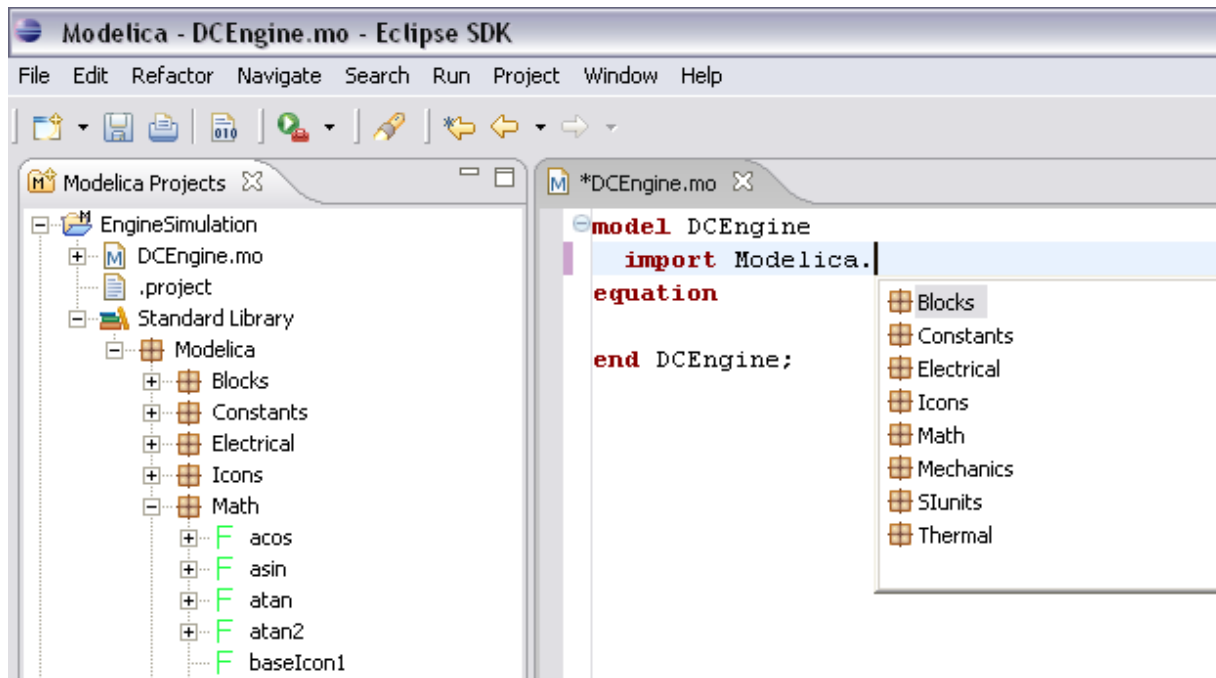 Modelica - DCEngine.mo - Eclipse SDK
File Edit Refactor Navigate Search Run Project Window Help
010
Modelica Projects
EngineSimulation
DCEngine.mo
.project
Standard Library
Modelica
Blocks
Constants
Electrical
Icons
Math
acos
asin
atan
atan2
baseIcon1
*DCEngine.mo
model DCEngine
import Modelica.
equation
end DCEngine;
Blocks
Constants
Electrical
Icons
Math
Mechanics
SIunits
Thermal